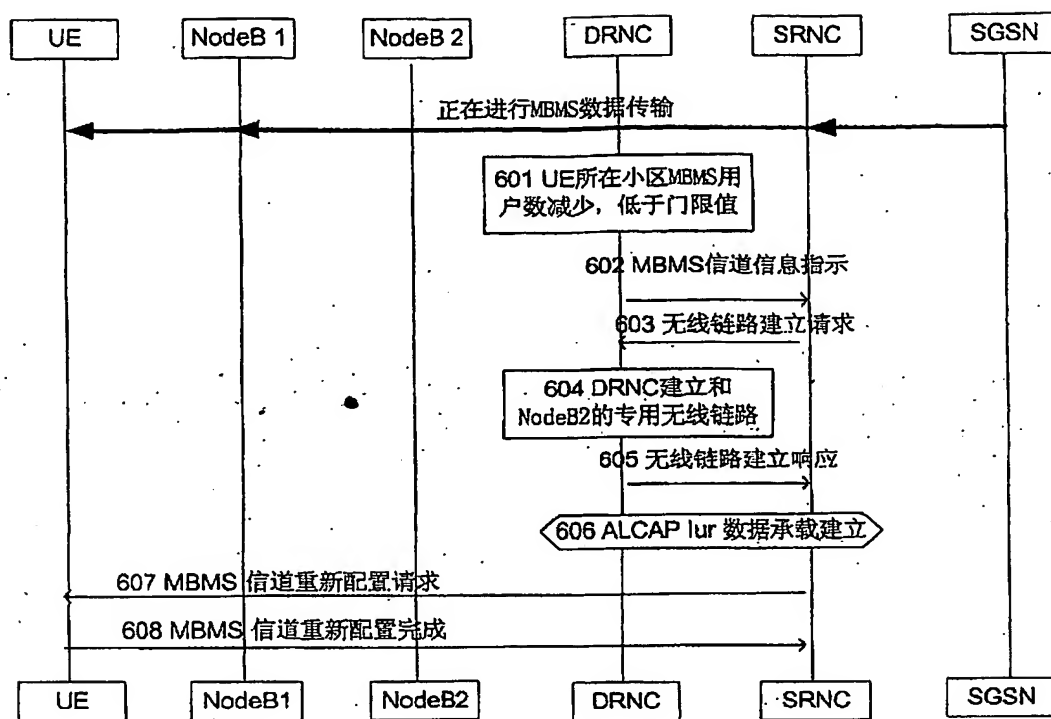 UE
NodeB 1
NodeB 2
DRNC
SRNC
SGSN
正在进行MBMS数据传输
601 UE所在小区MBMS用
户数减少，低于门限值
602 MBMS信道信息指示
603 无线链路建立请求
604 DRNC建立和
NodeB2的专用无线链路
605 无线链路建立响应
606 ALCAP Iur 数据承载建立
607 MBMS 信道重新配置请求
608 MBMS 信道重新配置完成
UE
NodeB1
NodeB2
DRNC
SRNC
SGSN